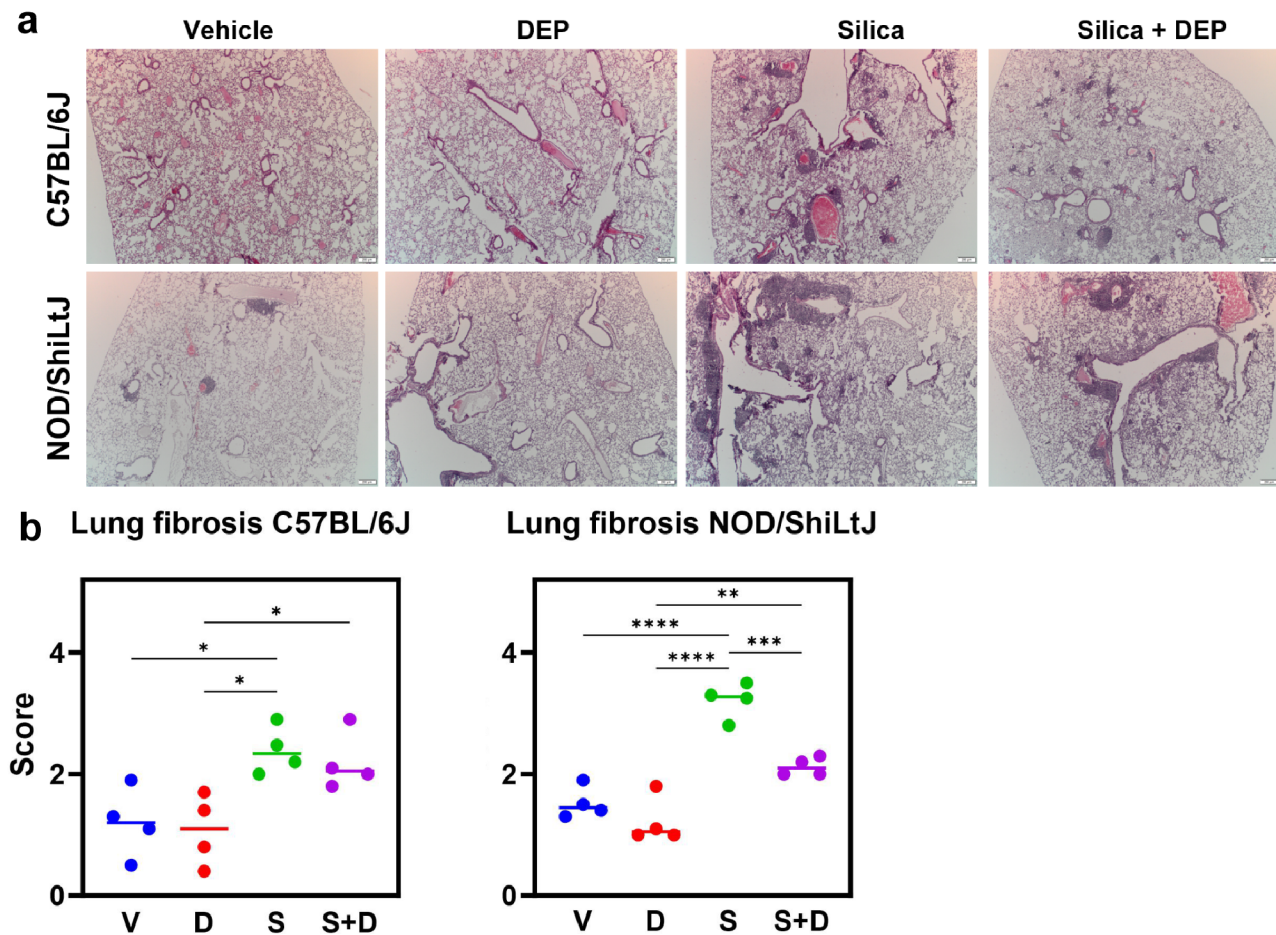 a
Vehicle DEP Silica Silica + DEP
C57BL/6J
NOD/ShiLtJ
b Lung fibrosis C57BL/6J Lung fibrosis NOD/ShiLtJ
Score
4
2
0
* * *
V D S S+D
4
2
0
** **** *** ****
V D S S+D